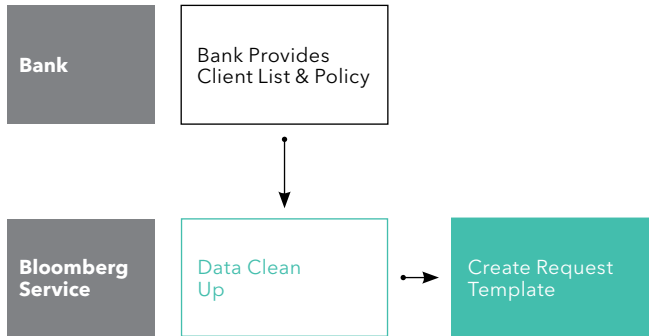 Bank
Bank Provides
Client List & Policy
Bloomberg
Service
Data Clean
Up
Create Request
Template